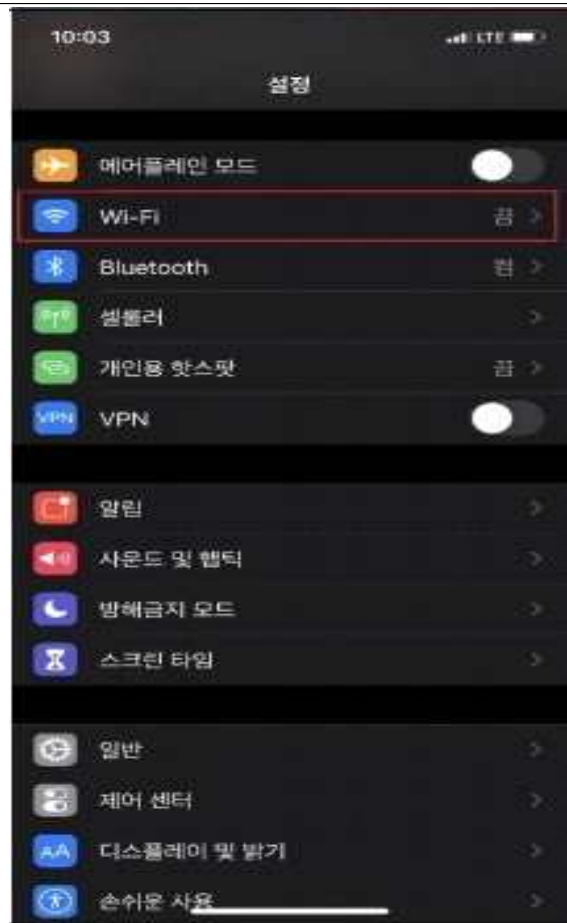 10:03
LTE
설정
에어플레인 모드
Wi-Fi 끔
Bluetooth 켬
셀룰러
개인용 핫스팟 끔
VPN VPN
알림
사운드 및 햅틱
방해금지 모드
스크린 타임
일반
제어 센터
AA 디스플레이 및 밝기
손쉬운 사용